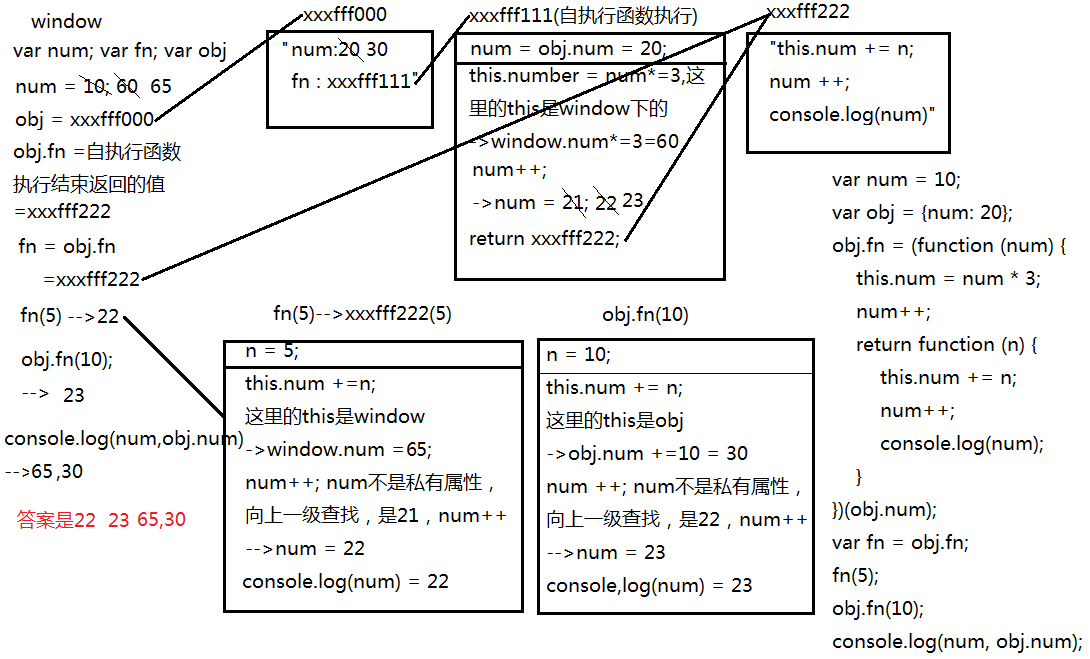 window
var num; var fn; var obj
num = 10; 60 65
obj = xxxfff000
obj.fn =自执行函数
执行结束返回的值
=xxxfff222
fn = obj.fn
=xxxfff222
fn(5) -->22
obj.fn(10);
--> 23
console.log(num,obj.num)
-->65,30
答案是22 23 65,30
xxxfff000
"num:20 30
fn : xxxfff111"
xxxfff111(自执行函数执行)
num = obj.num = 20;
this.number = num*=3,这
里的this是window下的
->window.num*=3=60
num++;
->num = 21; 22 23
return xxxfff222;
xxxfff222
"this.num += n;
num ++;
console.log(num)"
fn(5)-->xxxfff222(5)
n = 5;
this.num +=n;
这里的this是window
->window.num =65;
num++; num不是私有属性，
向上一级查找，是21，num++
-->num = 22
console.log(num) = 22
obj.fn(10)
n = 10;
this.num += n;
这里的this是obj
->obj.num +=10 = 30
num ++; num不是私有属性，
向上一级查找，是22，num++
-->num = 23
console,log(num) = 23
var num = 10;
var obj = {num: 20};
obj.fn = (function (num) {
this.num = num * 3;
num++;
return function (n) {
this.num += n;
num++;
console.log(num);
}
})(obj.num);
var fn = obj.fn;
fn(5);
obj.fn(10);
console.log(num, obj.num);